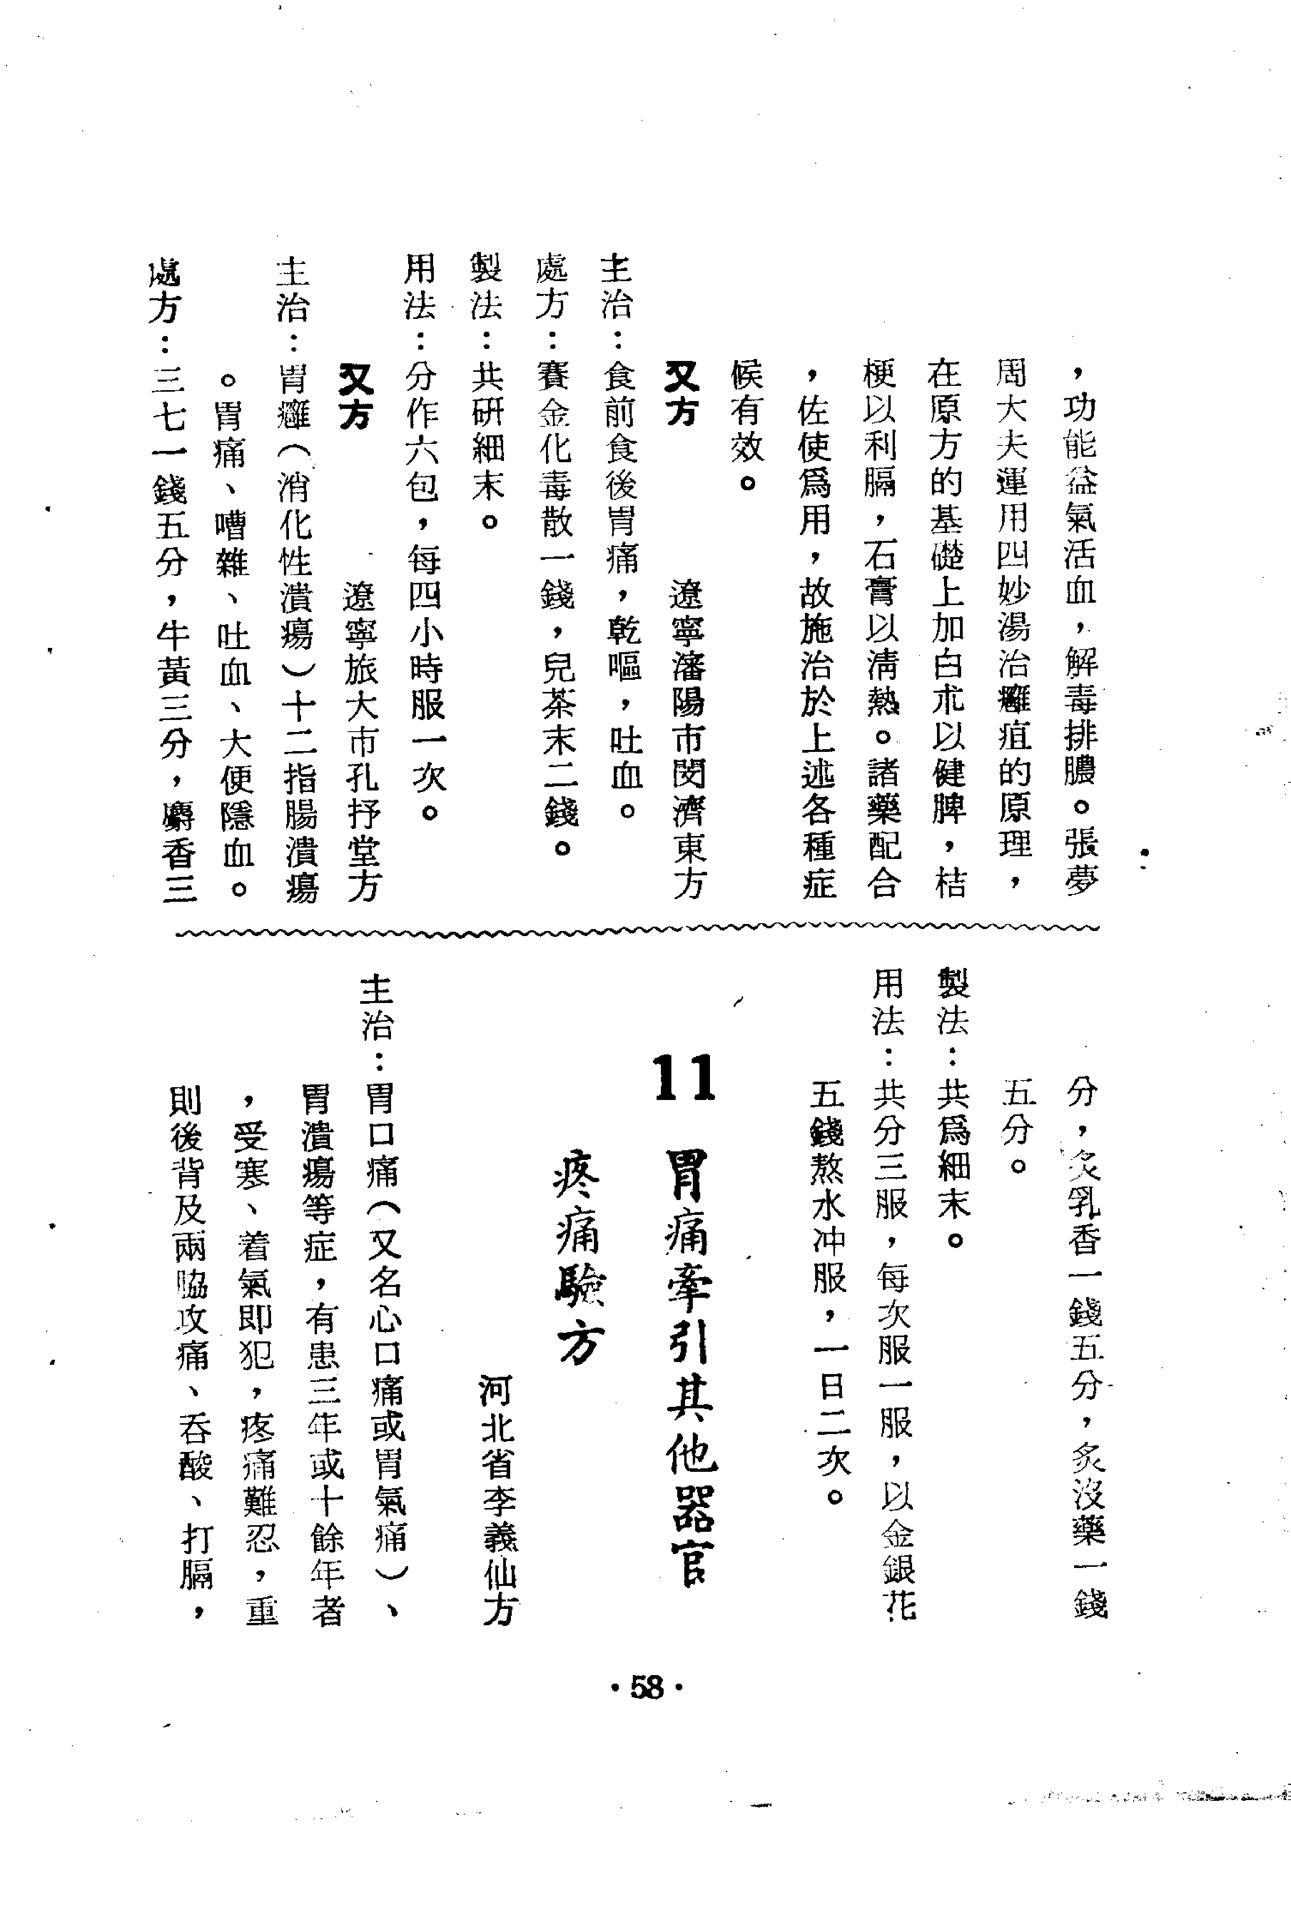 ，功能益氣活血，解毒排膿。張夢
周大夫運用四妙湯治癰疽的原理，
在原方的基礎上加白朮以健脾，桔
梗以利膈，石膏以淸熱。諸藥配合
，佐使爲用，故施治於上述各種症
候有效。
又方　遼寧瀋陽市閔濟東方
主治：食前食後胃痛，乾嘔，吐血。
處方：賽金化毒散一錢，兒茶末二錢。
製法：共研細末。
用法：分作六包，每四小時服一次。
又方　遼寧旅大市孔抒堂方
主治：胃癰（消化性潰瘍）十二指腸潰瘍
。胃痛、嘈雜、吐血、大便隱血。
處方：三七一錢五分，牛黃三分，麝香三
分，炙乳香一錢五分，炙沒藥一錢
五分。
製法：共爲細末。
用法：共分三服，每次服一服，以金銀花
五錢熬水冲服，一日二次。
11 胃痛牽引其他器官
疼痛驗方
河北省李義仙方
主治：胃口痛（又名心口痛或胃氣痛）、
胃潰瘍等症，有患三年或十餘年者
，受寒、着氣即犯，疼痛難忍，重
則後背及兩脇攻痛、吞酸、打膈，
·58·